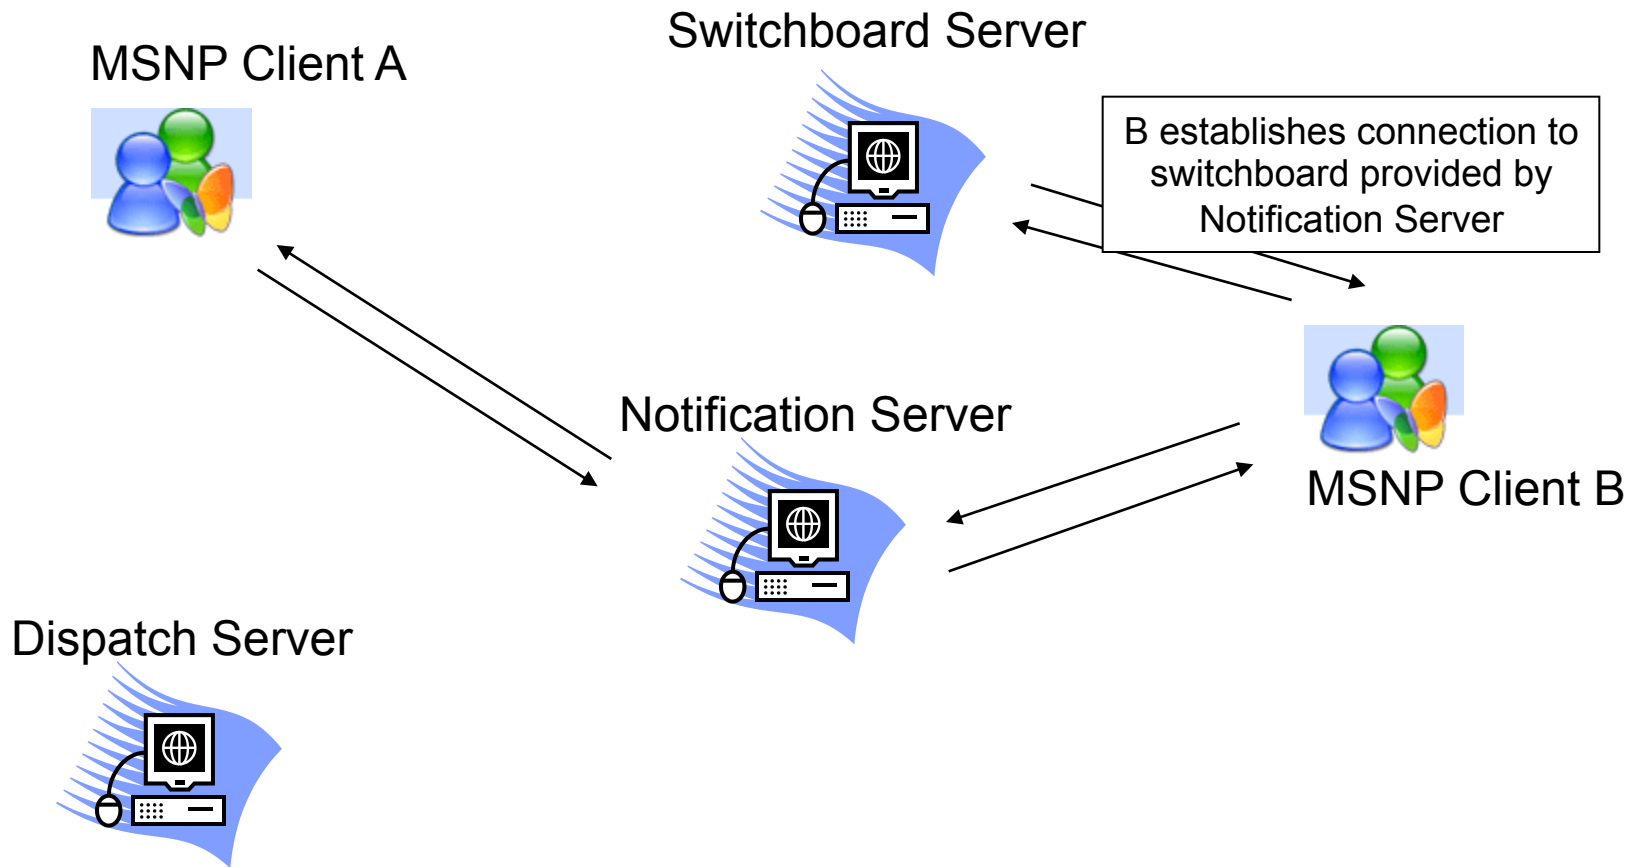 Switchboard Server
MSNP Client A
B establishes connection to
switchboard provided by
Notification Server
Notification Server
MSNP Client B
Dispatch Server